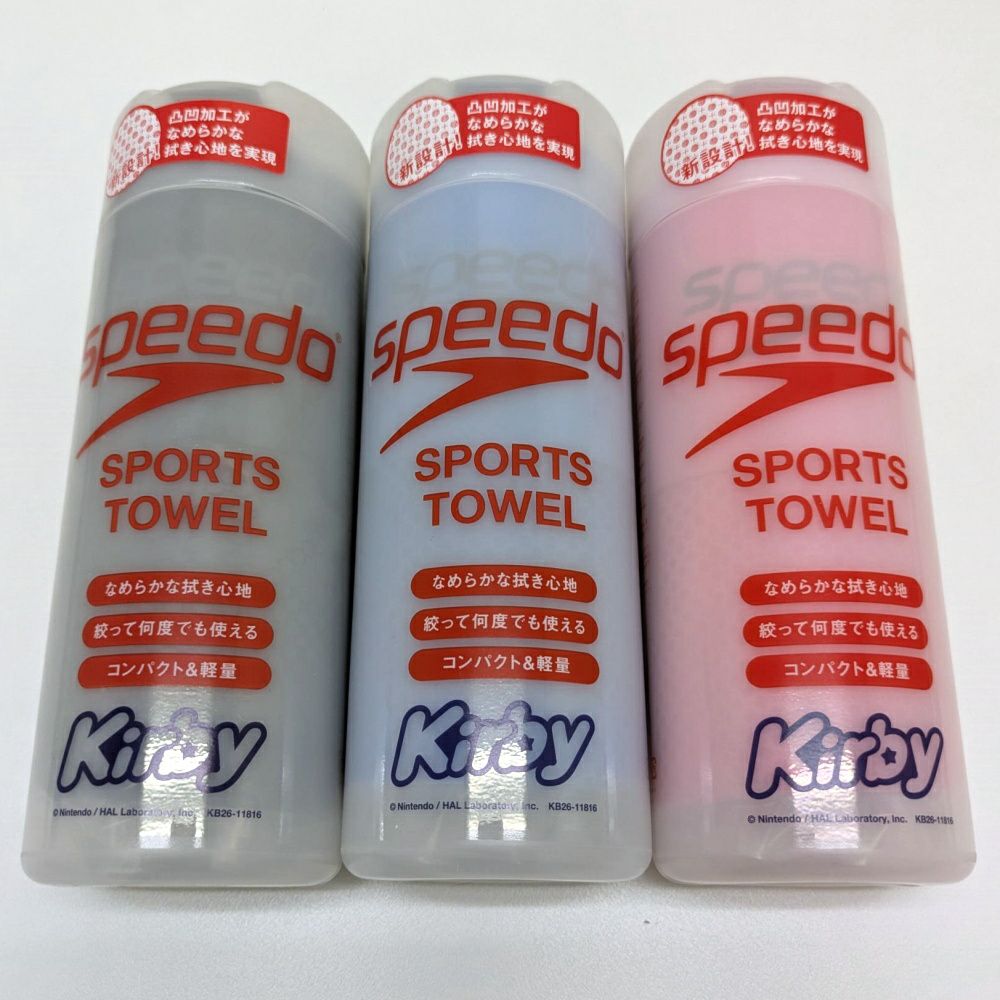 凸凹加工が
なめらかな
拭き心地を実現
新設計!
speedo
speedo®
SPORTS
TOWEL
なめらかな拭き心地
絞って何度でも使える
コンパクト&軽量
Kirby
© Nintendo / HAL Laboratory, Inc. KB26-11816
凸凹加工が
なめらかな
拭き心地を実現
新設計!
speedo
speedo
SPORTS
TOWEL
なめらかな拭き心地
絞って何度でも使える
コンパクト&軽量
Kirby
© Nintendo / HAL Laboratory, Inc. KB26-11816
凸凹加工が
なめらかな
拭き心地を実現
新設計!
speedo
speedo
SPORTS
TOWEL
なめらかな拭き心地
絞って何度でも使える
コンパクト&軽量
Kirby
© Nintendo / HAL Laboratory, Inc. KB26-11816